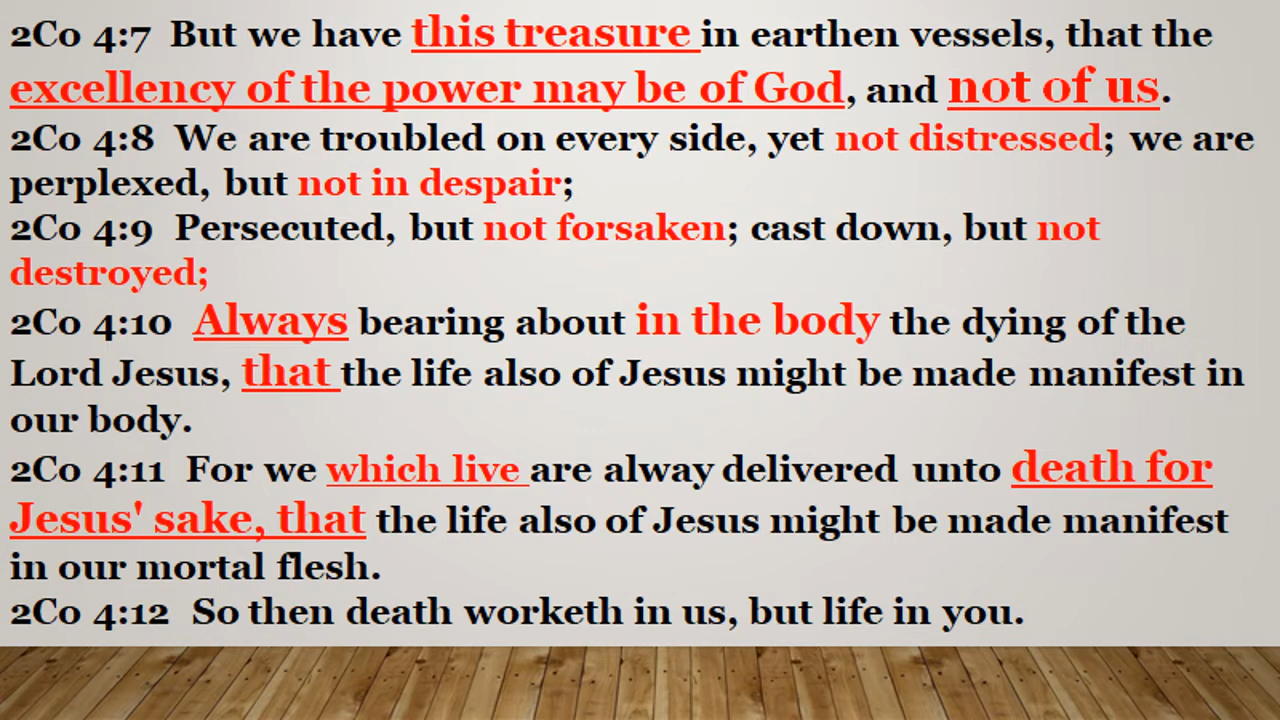 2Co 4:7  But we have this treasure in earthen vessels, that the
excellency of the power may be of God, and not of us.
2Co 4:8  We are troubled on every side, yet not distressed; we are
perplexed, but not in despair;
2Co 4:9  Persecuted, but not forsaken; cast down, but not
destroyed;
2Co 4:10  Always bearing about in the body the dying of the
Lord Jesus, that the life also of Jesus might be made manifest in
our body.
2Co 4:11  For we which live are alway delivered unto death for
Jesus' sake, that the life also of Jesus might be made manifest
in our mortal flesh.
2Co 4:12  So then death worketh in us, but life in you.